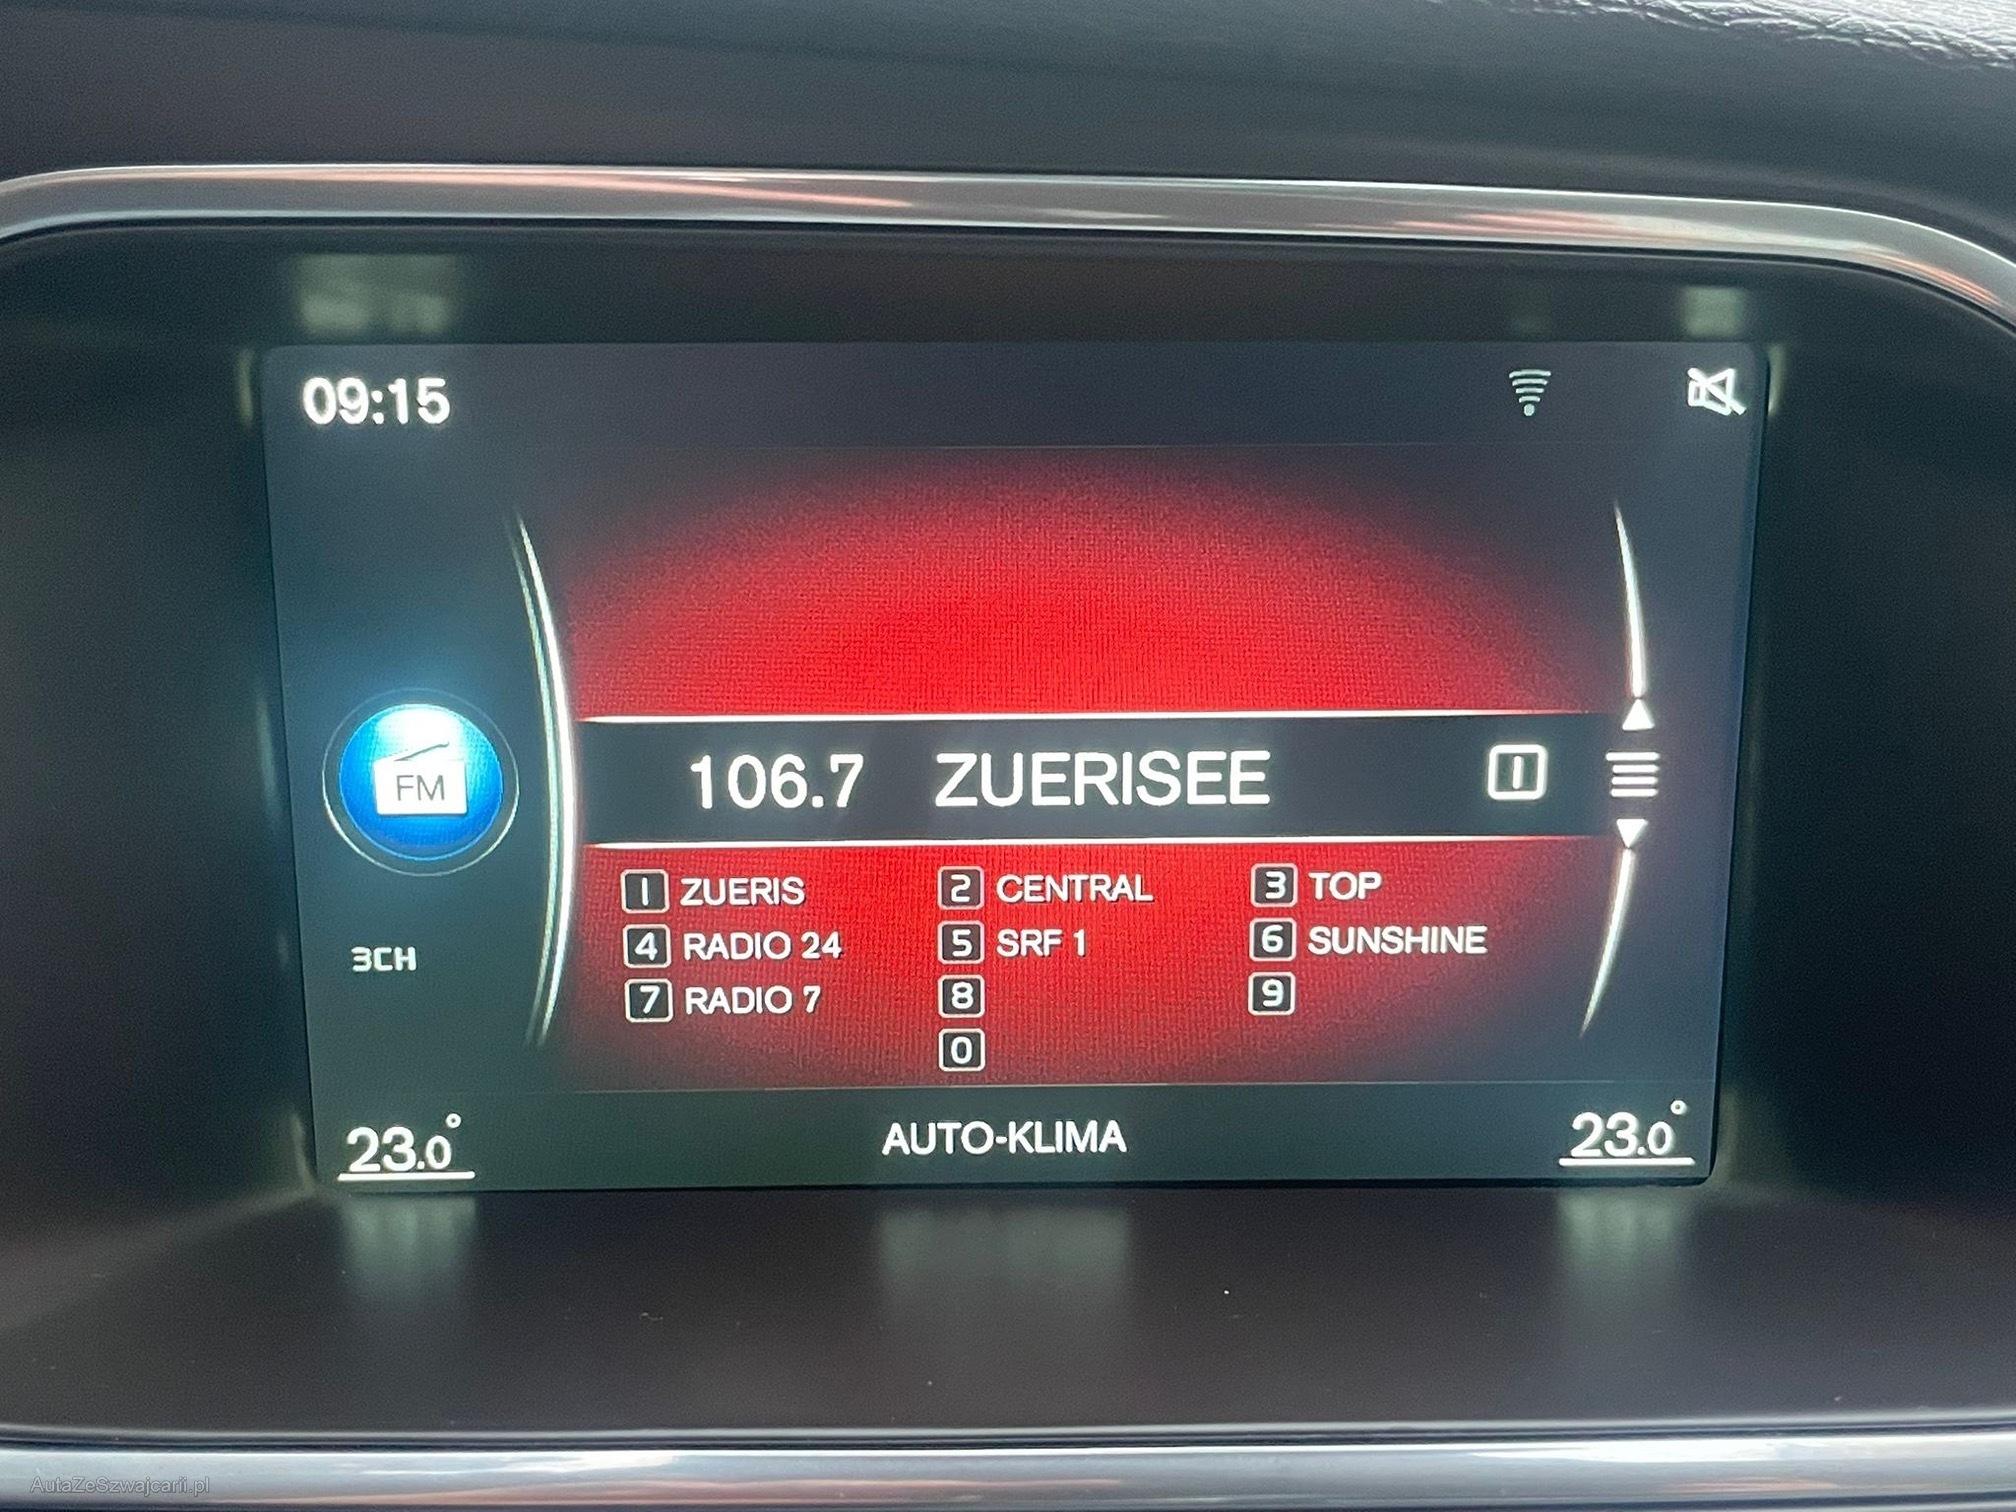 09:15
FM
106.7 ZUERISEE 1
1 ZUERIS 2 CENTRAL 3 TOP
4 RADIO 24 5 SRF 1 6 SUNSHINE
3CH
7 RADIO 7 8 9
0
23.0° AUTO-KLIMA 23.0°
AutaZeSzwajcarii.pl